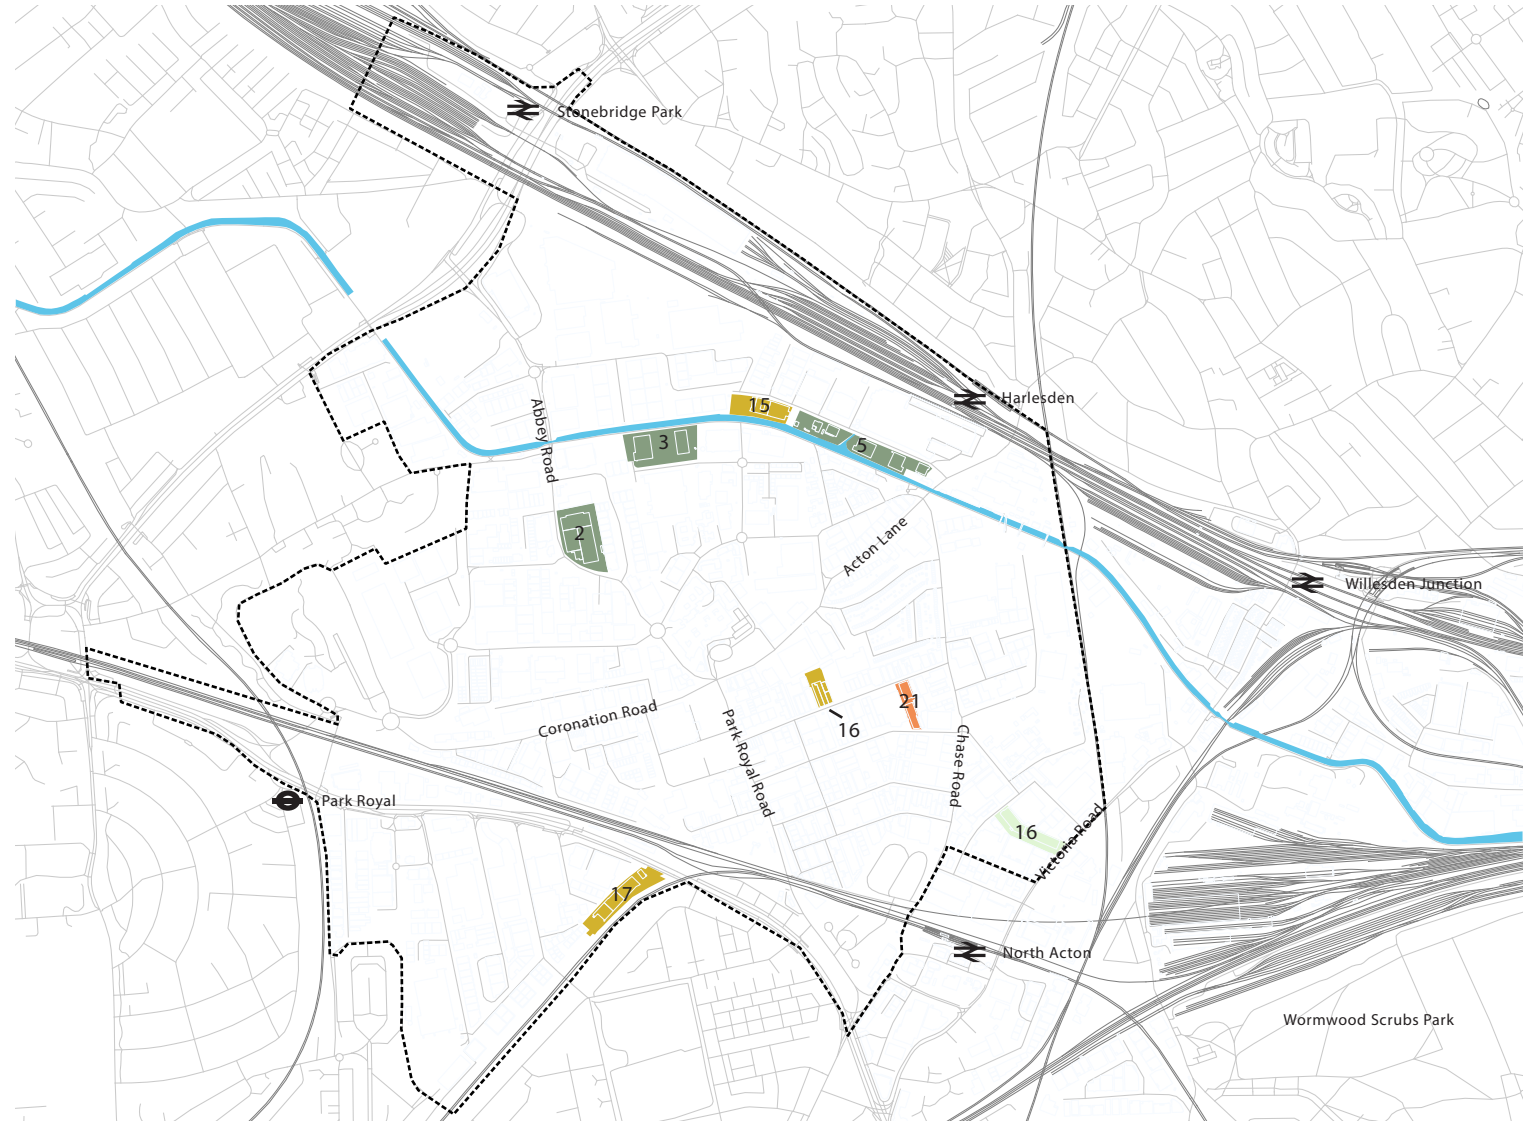 Stonebridge Park
Harlesden
Abbey Road
15
3
5
2
Acton Lane
Willesden Junction
Coronation Road
Park Royal Road
16
21
Chase Road
Park Royal
16
Victoria Road
17
North Acton
Wormwood Scrubs Park